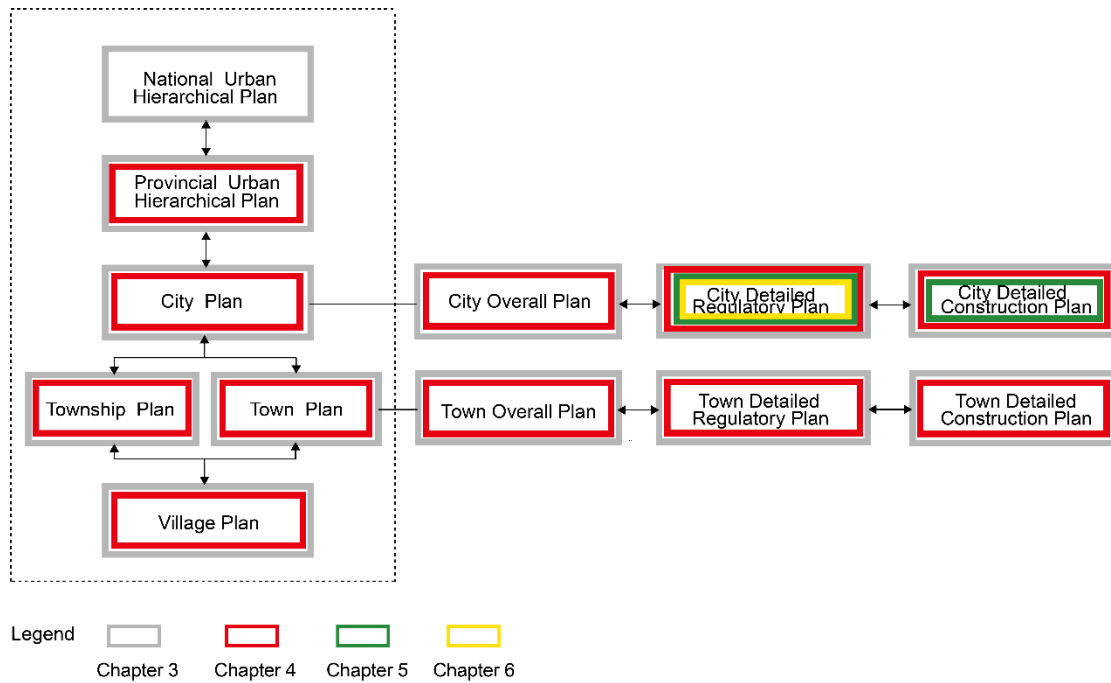 National Urban
Hierarchical Plan
Provincial Urban
Hierarchical Plan
City Plan
City Overall Plan
City Detailed
Regulatory Plan
City Detailed
Construction Plan
Township Plan
Town Plan
Town Overall Plan
Town Detailed
Regulatory Plan
Town Detailed
Construction Plan
Village Plan
Legend
Chapter 3
Chapter 4
Chapter 5
Chapter 6